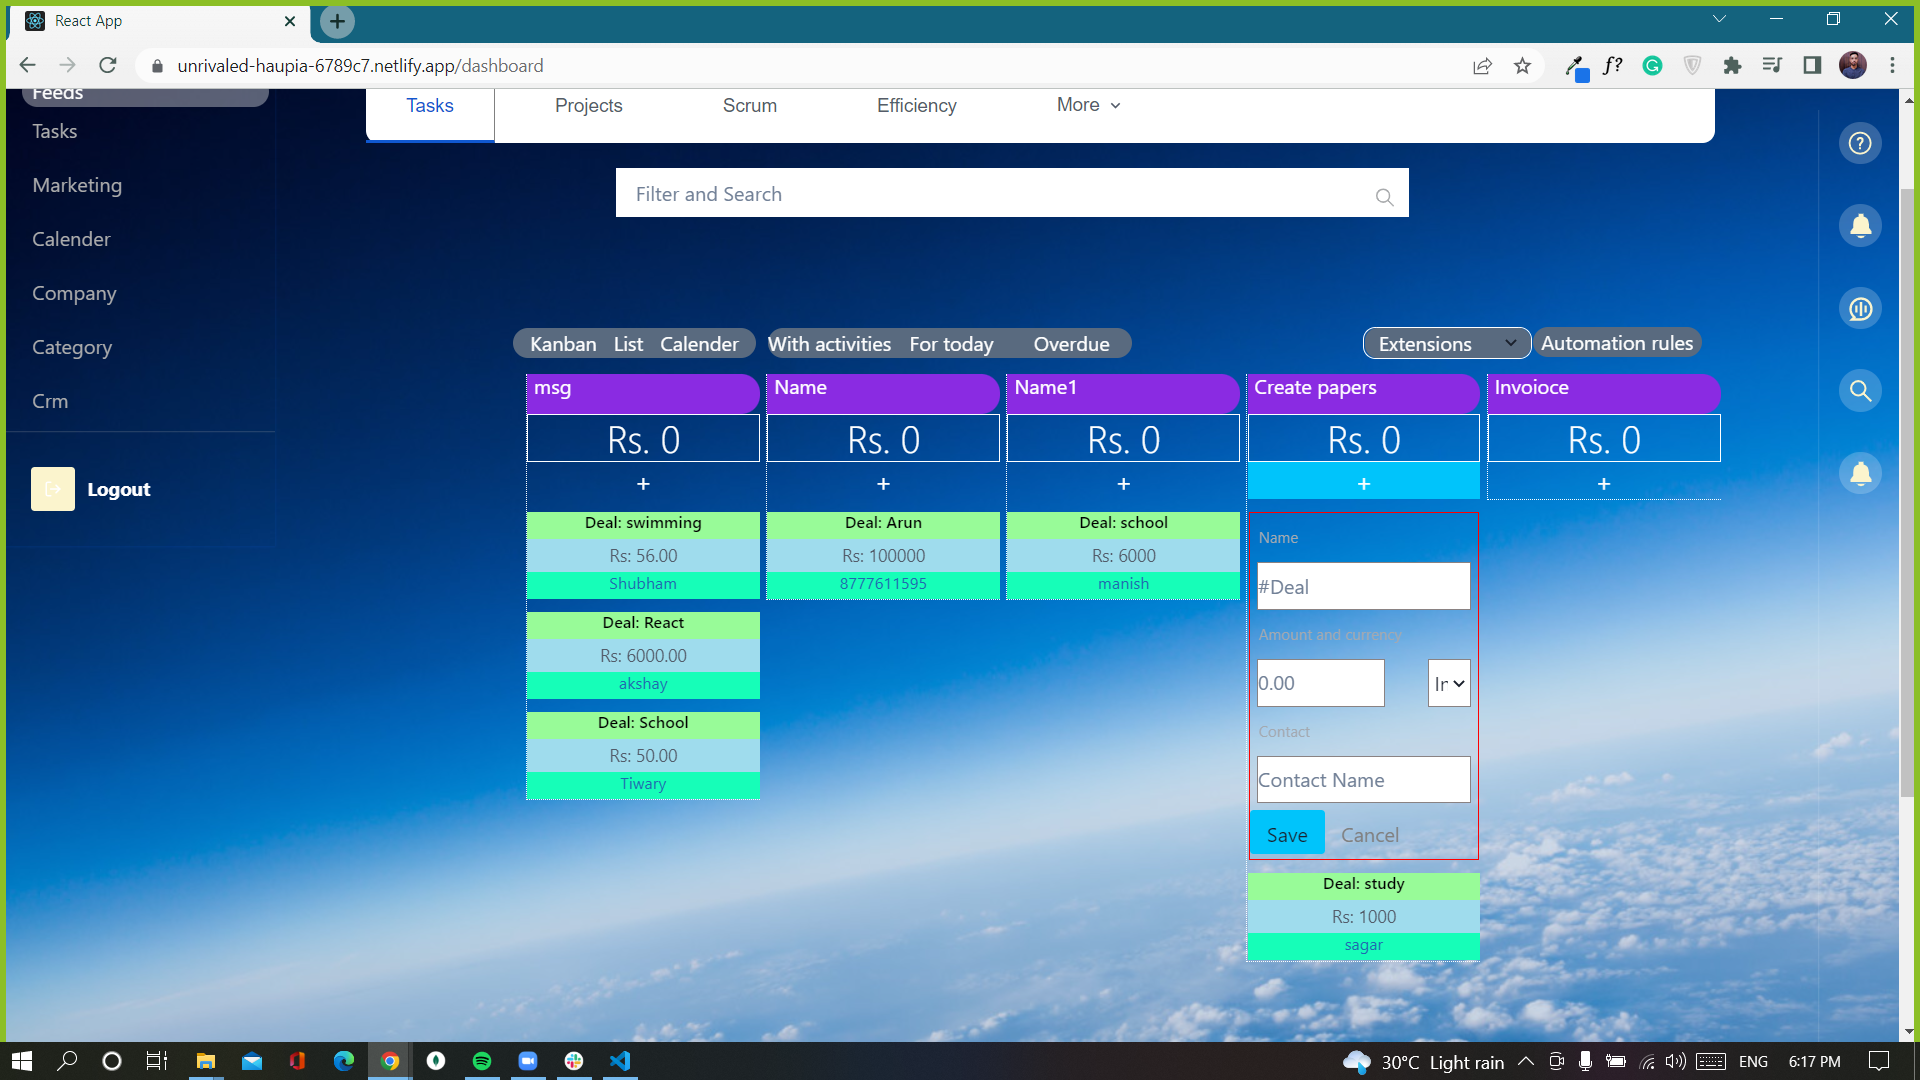 React App
unrivaled-haupia-6789c7.netlify.app/dashboard
f?
Feeds
Tasks
Marketing
Calender
Company
Category
Crm
Logout
Tasks Projects Scrum Efficiency More
Filter and Search
Kanban List Calender With activities For today Overdue Extensions Automation rules
msg Name Name1 Create papers Invoioce
Rs. 0 Rs. 0 Rs. 0 Rs. 0 Rs. 0
+ + + + +
Deal: swimming
Rs: 56.00
Shubham
Deal: React
Rs: 6000.00
akshay
Deal: School
Rs: 50.00
Tiwary
Deal: Arun
Rs: 100000
8777611595
Deal: school
Rs: 6000
manish
Name
#Deal
Amount and currency
0.00 Ir
Contact
Contact Name
Save Cancel
Deal: study
Rs: 1000
sagar
30°C Light rain ENG 6:17 PM